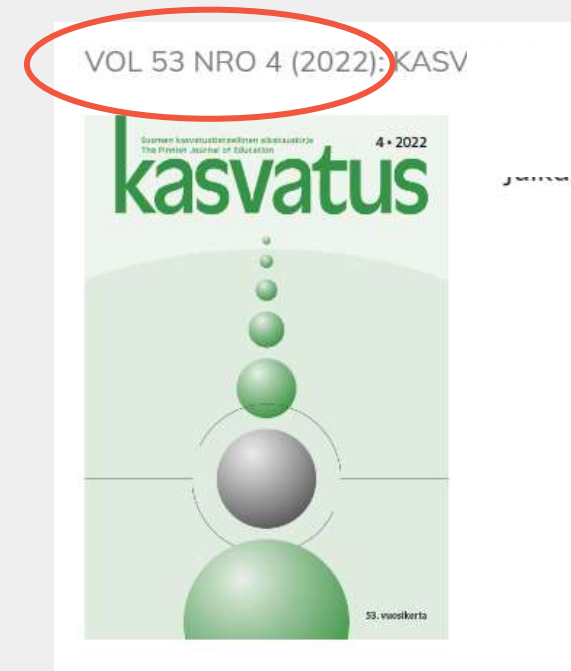 VOL 53 NRO 4 (2022): KASV
Suomen kasvatustieteellinen aikakauskirja
The Finnish Journal of Education
4 • 2022
kasvatus
53. vuosikerta